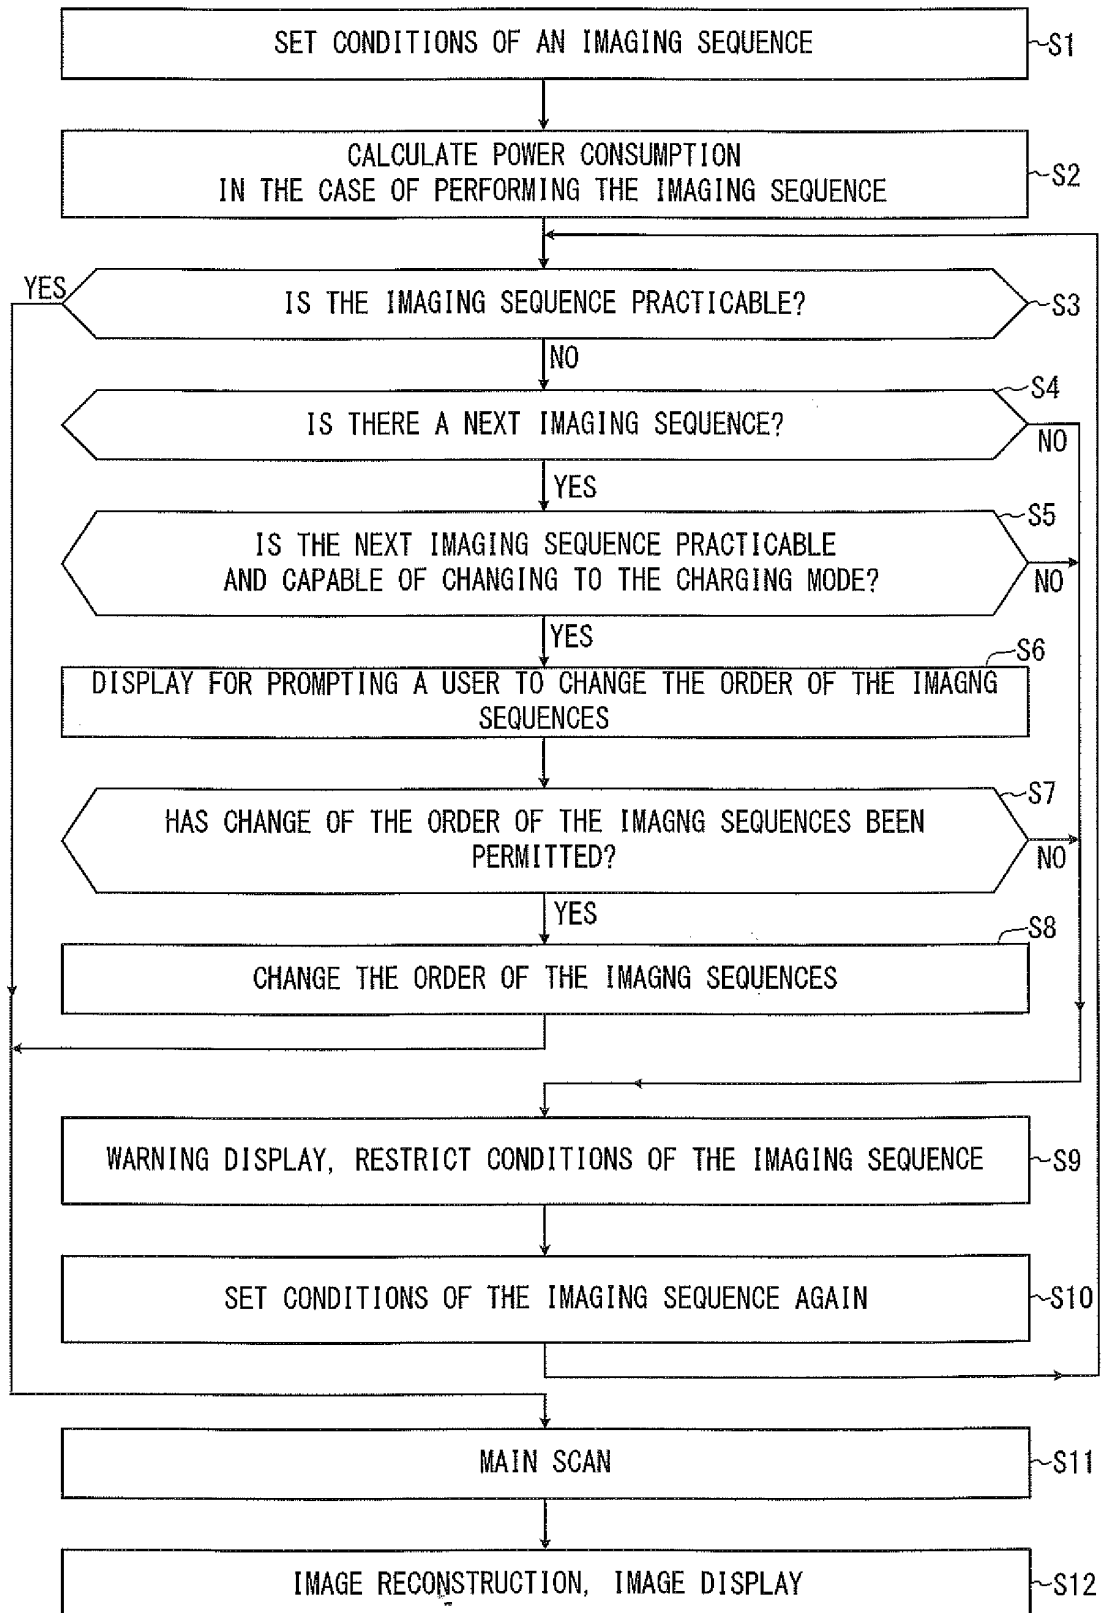 SET CONDITIONS OF AN IMAGING SEQUENCE
S1
CALCULATE POWER CONSUMPTION
IN THE CASE OF PERFORMING THE IMAGING SEQUENCE
S2
YES
IS THE IMAGING SEQUENCE PRACTICABLE?
S3
NO
S4
IS THERE A NEXT IMAGING SEQUENCE?
NO
YES
S5
IS THE NEXT IMAGING SEQUENCE PRACTICABLE
AND CAPABLE OF CHANGING TO THE CHARGING MODE?
NO
YES
S6
DISPLAY FOR PROMPTING A USER TO CHANGE THE ORDER OF THE IMAGNG
SEQUENCES
S7
HAS CHANGE OF THE ORDER OF THE IMAGNG SEQUENCES BEEN
PERMITTED?
NO
YES
S8
CHANGE THE ORDER OF THE IMAGNG SEQUENCES
WARNING DISPLAY, RESTRICT CONDITIONS OF THE IMAGING SEQUENCE
S9
SET CONDITIONS OF THE IMAGING SEQUENCE AGAIN
S10
MAIN SCAN
S11
IMAGE RECONSTRUCTION, IMAGE DISPLAY
S12